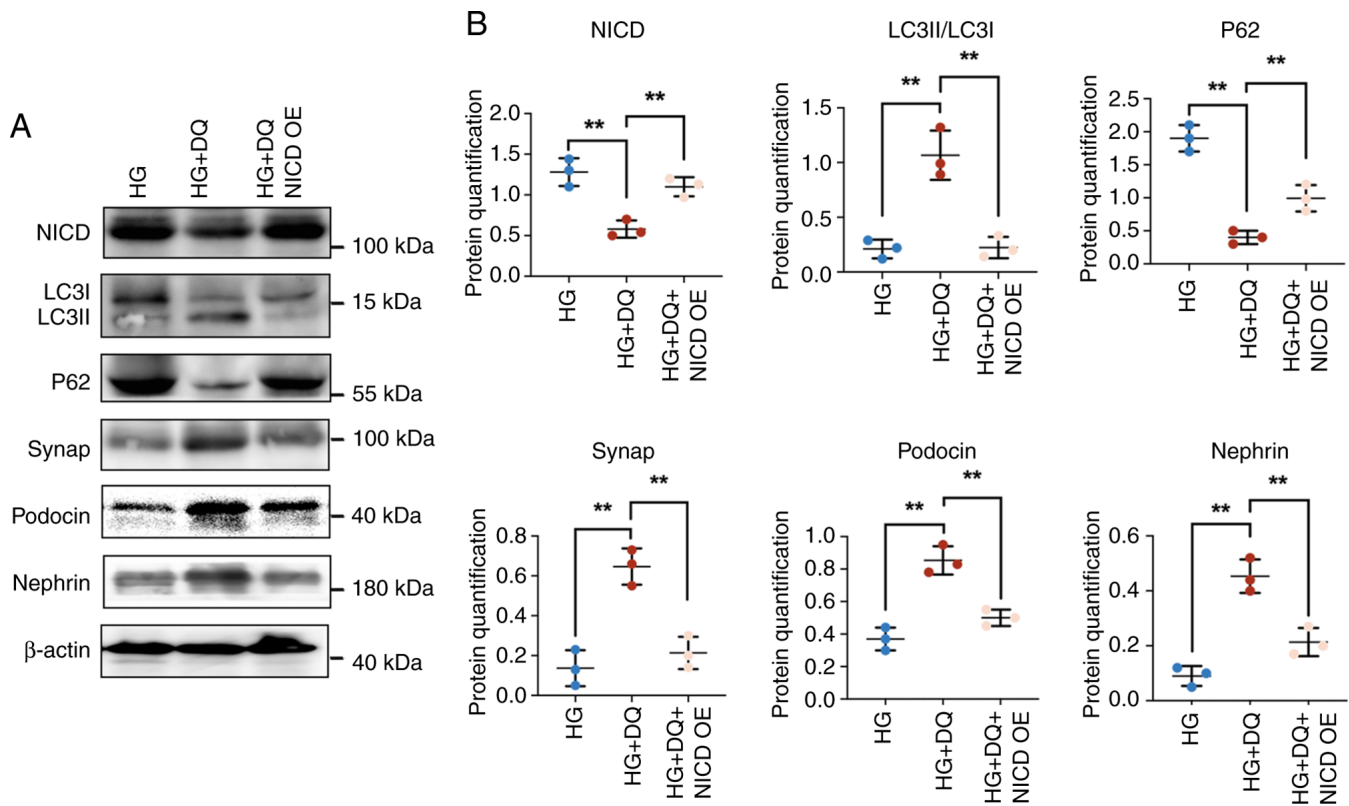 A
HG
HG+DQ
HG+DQ
NICD OE
NICD
100 kDa
LC3I
LC3II
15 kDa
P62
55 kDa
Synap
100 kDa
Podocin
40 kDa
Nephrin
180 kDa
β-actin
40 kDa
B
NICD
**
**
Protein quantification
2.0
1.5
1.0
0.5
0.0
HG
HG+DQ
HG+DQ+
NICD OE
LC3II/LC3I
**
**
Protein quantification
1.5
1.0
0.5
0.0
HG
HG+DQ
HG+DQ+
NICD OE
P62
**
**
Protein quantification
2.5
2.0
1.5
1.0
0.5
0.0
HG
HG+DQ
HG+DQ+
NICD OE
Synap
**
**
Protein quantification
0.8
0.6
0.4
0.2
0.0
HG
HG+DQ
HG+DQ+
NICD OE
Podocin
**
**
Protein quantification
1.0
0.8
0.6
0.4
0.2
0.0
HG
HG+DQ
HG+DQ+
NICD OE
Nephrin
**
**
Protein quantification
0.6
0.4
0.2
0.0
HG
HG+DQ
HG+DQ+
NICD OE